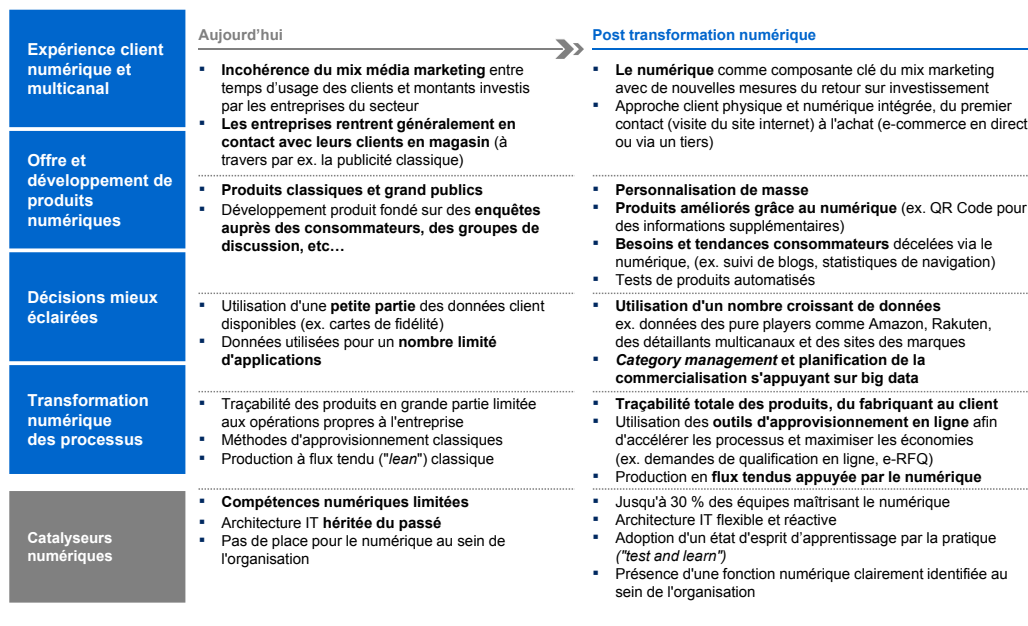 Expérience client
numérique et
multicanal
Aujourd'hui
Post transformation numérique
▪ Incohérence du mix média marketing entre
temps d'usage des clients et montants investis
par les entreprises du secteur
▪ Les entreprises rentrent généralement en
contact avec leurs clients en magasin (à
travers par ex. la publicité classique)
▪ Le numérique comme composante clé du mix marketing
avec de nouvelles mesures du retour sur investissement
▪ Approche client physique et numérique intégrée, du premier
contact (visite du site internet) à l'achat (e-commerce en direct
ou via un tiers)
Offre et
développement de
produits
numériques
▪ Produits classiques et grand publics
▪ Développement produit fondé sur des enquêtes
auprès des consommateurs, des groupes de
discussion, etc…
▪ Personnalisation de masse
▪ Produits améliorés grâce au numérique (ex. QR Code pour
des informations supplémentaires)
▪ Besoins et tendances consommateurs décelées via le
numérique, (ex. suivi de blogs, statistiques de navigation)
▪ Tests de produits automatisés
Décisions mieux
éclairées
▪ Utilisation d'une petite partie des données client
disponibles (ex. cartes de fidélité)
▪ Données utilisées pour un nombre limité
d'applications
▪ Utilisation d'un nombre croissant de données
ex. données des pure players comme Amazon, Rakuten,
des détaillants multicanaux et des sites des marques
▪ Category management et planification de la
commercialisation s'appuyant sur big data
Transformation
numérique
des processus
▪ Traçabilité des produits en grande partie limitée
aux opérations propres à l'entreprise
▪ Méthodes d'approvisionnement classiques
▪ Production à flux tendu ("lean") classique
▪ Traçabilité totale des produits, du fabriquant au client
▪ Utilisation des outils d'approvisionnement en ligne afin
d'accélérer les processus et maximiser les économies
(ex. demandes de qualification en ligne, e-RFQ)
▪ Production en flux tendus appuyée par le numérique
Catalyseurs
numériques
▪ Compétences numériques limitées
▪ Architecture IT héritée du passé
▪ Pas de place pour le numérique au sein de
l'organisation
▪ Jusqu'à 30 % des équipes maîtrisant le numérique
▪ Architecture IT flexible et réactive
▪ Adoption d'un état d'esprit d'apprentissage par la pratique
("test and learn")
▪ Présence d'une fonction numérique clairement identifiée au
sein de l'organisation